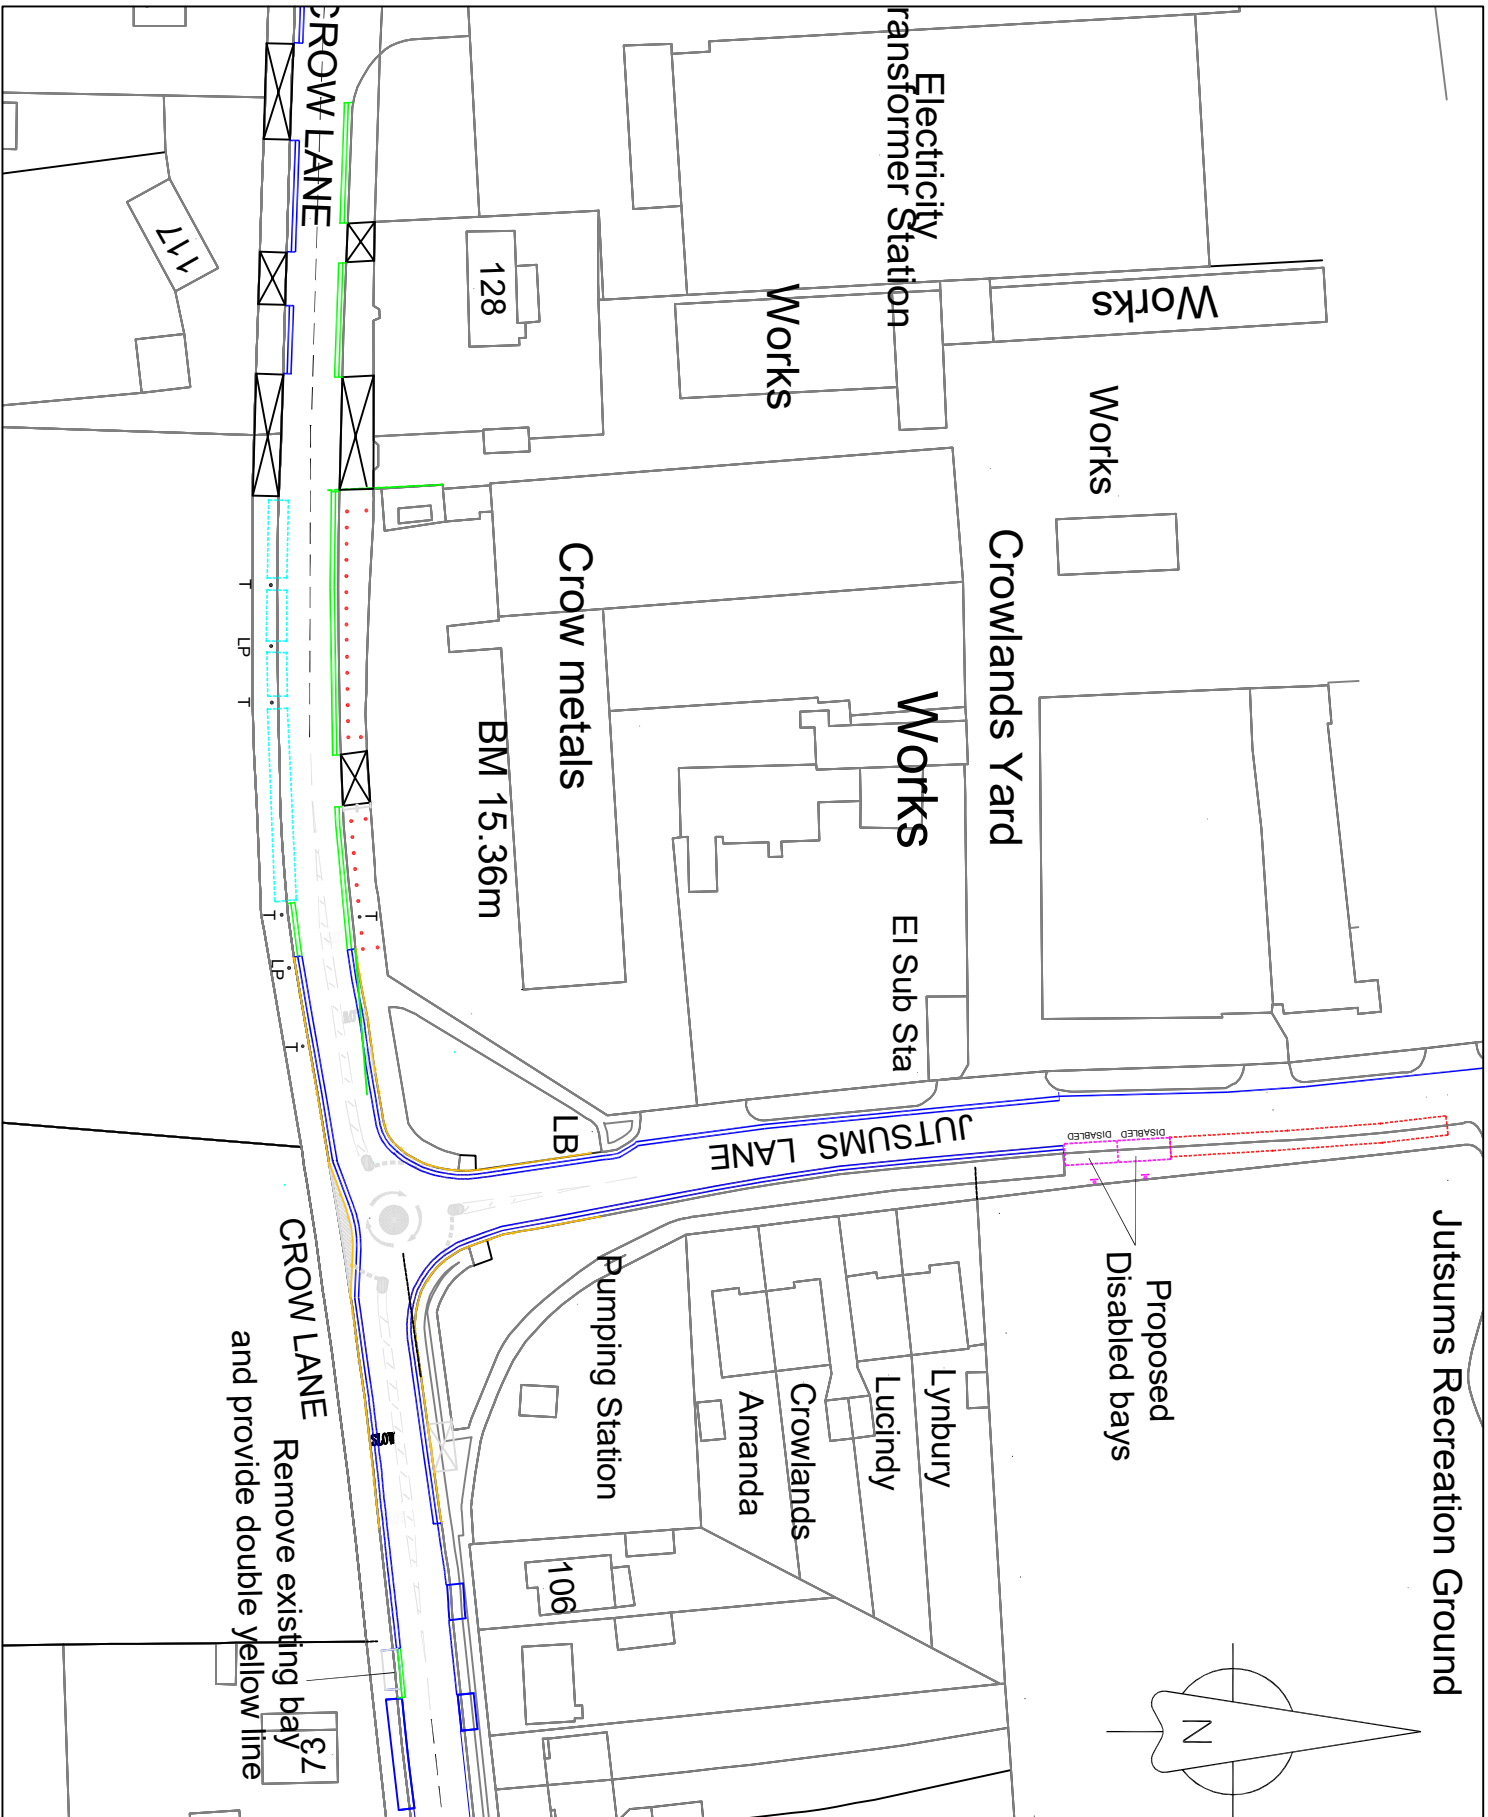 CROW LANE
Electricity
ransformer Station
117
128
Works
Works
Works
Crow metals
BM 15.36m
Works
Crowlands Yard
El Sub Sta
T
LP
T
T
T
LP
T
LB
JUTSUMS LANE
DISABLED
DISABLED
Proposed
Disabled bays
Jutsums Recreation Ground
CROW LANE
Pumping Station
Amanda
Crowlands
Lucindy
Lynbury
SLOW
106
Remove existing bay
and provide double yellow line
73
N